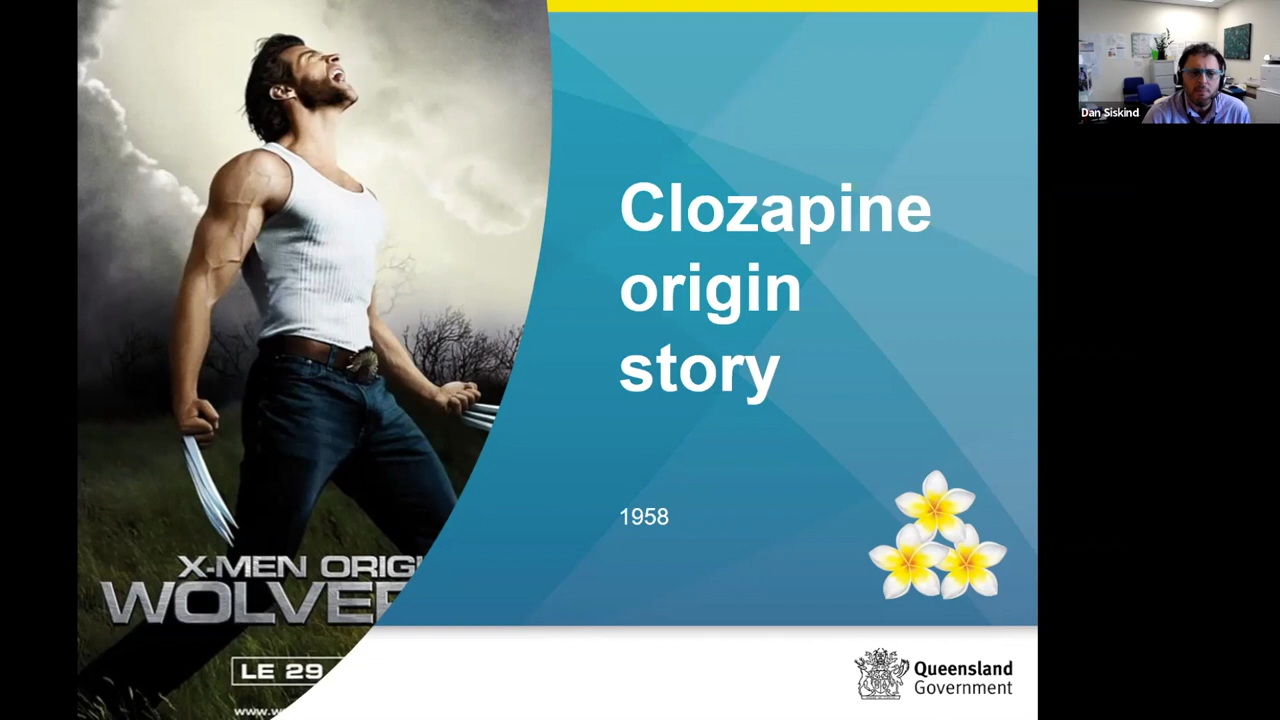 Clozapine
origin
story
1958
X-MEN ORIGI
WOLVE
LE 29
www.w
Queensland
Government
Dan Siskind